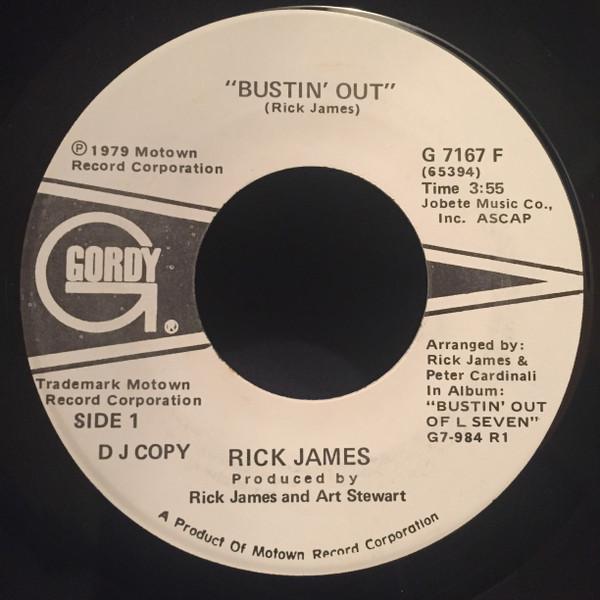 "BUSTIN' OUT"
(Rick James)
℗ 1979 Motown
Record Corporation
G 7167 F
(65394)
Time 3:55
Jobete Music Co.,
Inc. ASCAP
GORDY
G
®
Arranged by:
Rick James &
Peter Cardinali
In Album:
"BUSTIN' OUT
OF L SEVEN"
G7-984 R1
Trademark Motown
Record Corporation
SIDE 1
D J COPY
RICK JAMES
Produced by
Rick James and Art Stewart
A Product Of Motown Record Corporation